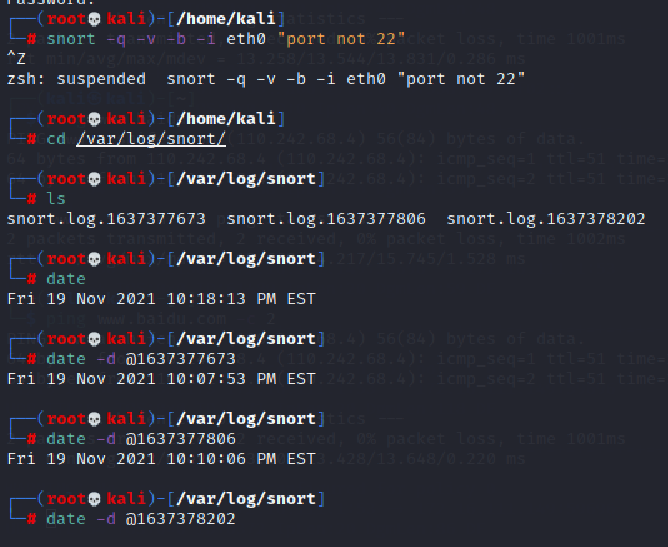 Password:
(root💀kali)-[/home/kali]
# snort -q -v -b -i eth0 "port not 22"
^Z
zsh: suspended  snort -q -v -b -i eth0 "port not 22"
(root💀kali)-[/home/kali]
# cd /var/log/snort/
(root💀kali)-[/var/log/snort]
# ls
snort.log.1637377673  snort.log.1637377806  snort.log.1637378202
(root💀kali)-[/var/log/snort]
# date
Fri 19 Nov 2021 10:18:13 PM EST
(root💀kali)-[/var/log/snort]
# date -d @1637377673
Fri 19 Nov 2021 10:07:53 PM EST
(root💀kali)-[/var/log/snort]
# date -d @1637377806
Fri 19 Nov 2021 10:10:06 PM EST
(root💀kali)-[/var/log/snort]
# date -d @1637378202